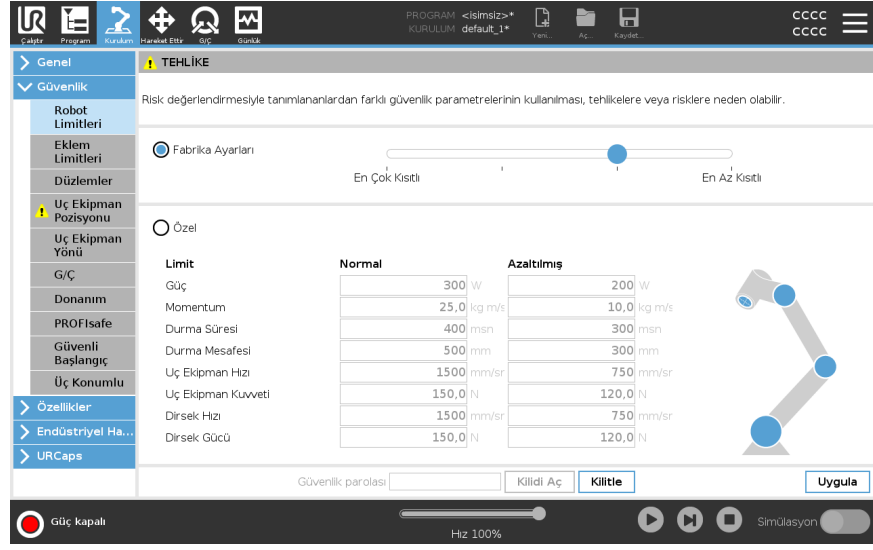 PROGRAM <isimsiz>*
KURULUM default_1*
Çalıştır Program Kurulum Hareket Ettir G/Ç Günlük
Yeni... Aç... Kaydet...
cccc
cccc
Genel
Güvenlik
Robot
Limitleri
Eklem
Limitleri
Düzlemler
Uç Ekipman
Pozisyonu
Uç Ekipman
Yönü
G/Ç
Donanım
PROFIsafe
Güvenli
Başlangıç
Üç Konumlu
Özellikler
Endüstriyel Ha...
URCaps
TEHLİKE
Risk değerlendirmesiyle tanımlananlardan farklı güvenlik parametrelerinin kullanılması, tehlikelere veya risklere neden olabilir.
Fabrika Ayarları
En Çok Kısıtlı En Az Kısıtlı
Özel
Limit Normal Azaltılmış
Güç 300 W 200 W
Momentum 25,0 kg m/s 10,0 kg m/s
Durma Süresi 400 msn 300 msn
Durma Mesafesi 500 mm 300 mm
Uç Ekipman Hızı 1500 mm/sr 750 mm/sr
Uç Ekipman Kuvveti 150,0 N 120,0 N
Dirsek Hızı 1500 mm/sr 750 mm/sr
Dirsek Gücü 150,0 N 120,0 N
Güvenlik parolası Kilidi Aç Kilitle Uygula
Güç kapalı
Hız 100%
Simülasyon